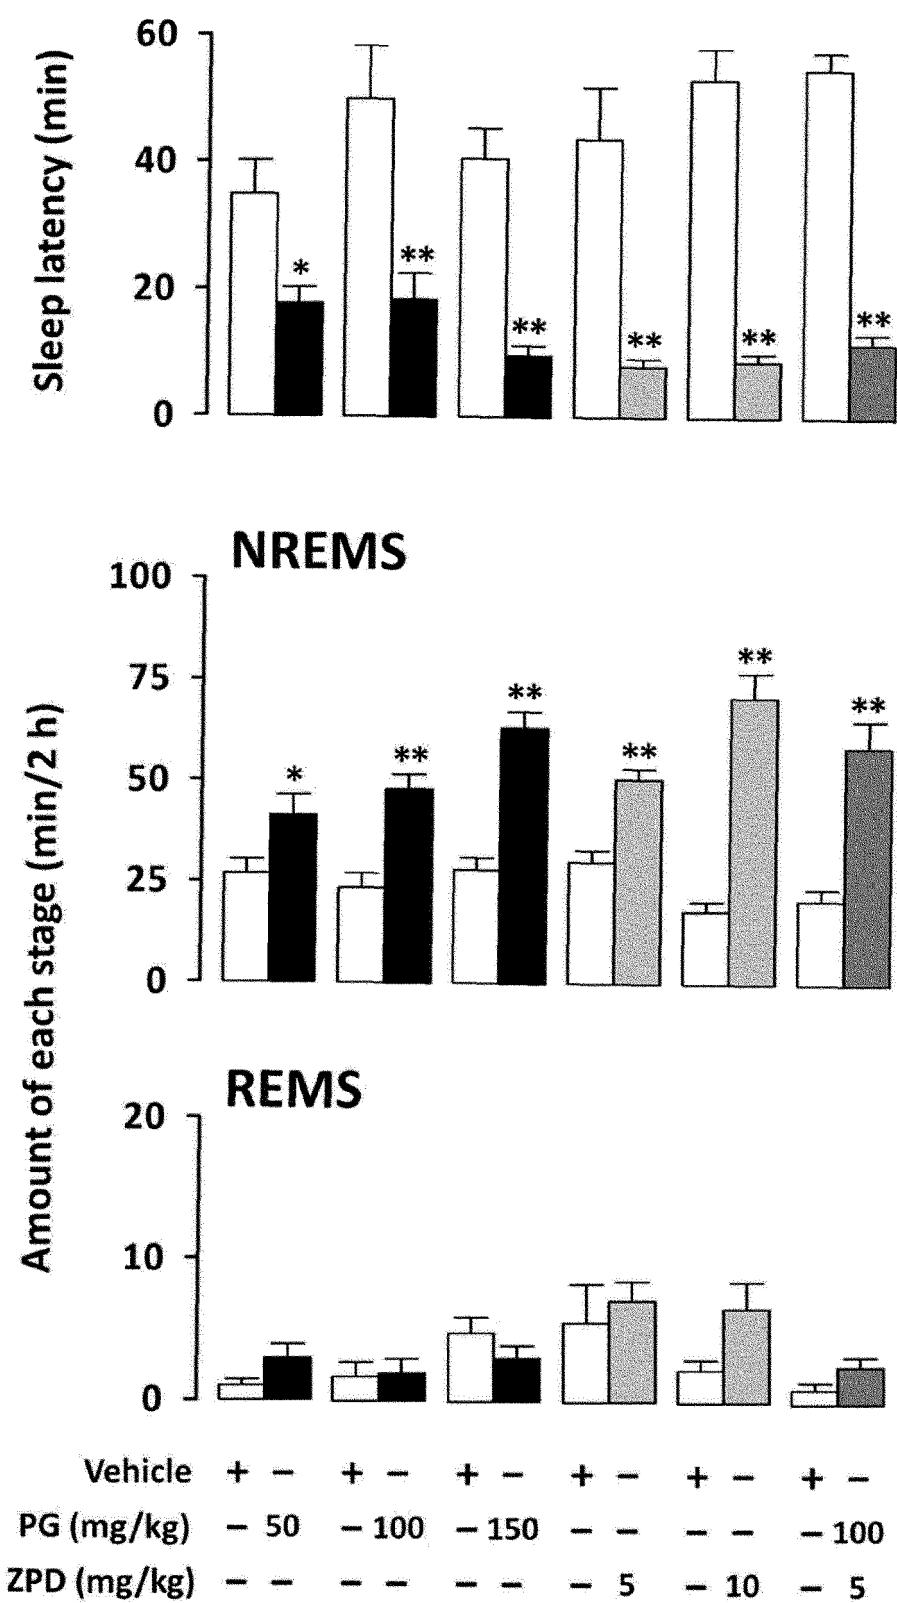 Sleep latency (min)
60
40
20
0
* ** ** ** ** **
NREMS
Amount of each stage (min/2 h)
100
75
50
25
0
* ** ** ** ** **
REMS
20
10
0
Vehicle + − + − + − + − + − + −
PG (mg/kg) − 50 − 100 − 150 − − − − − 100
ZPD (mg/kg) − − − − − − − 5 − 10 − 5